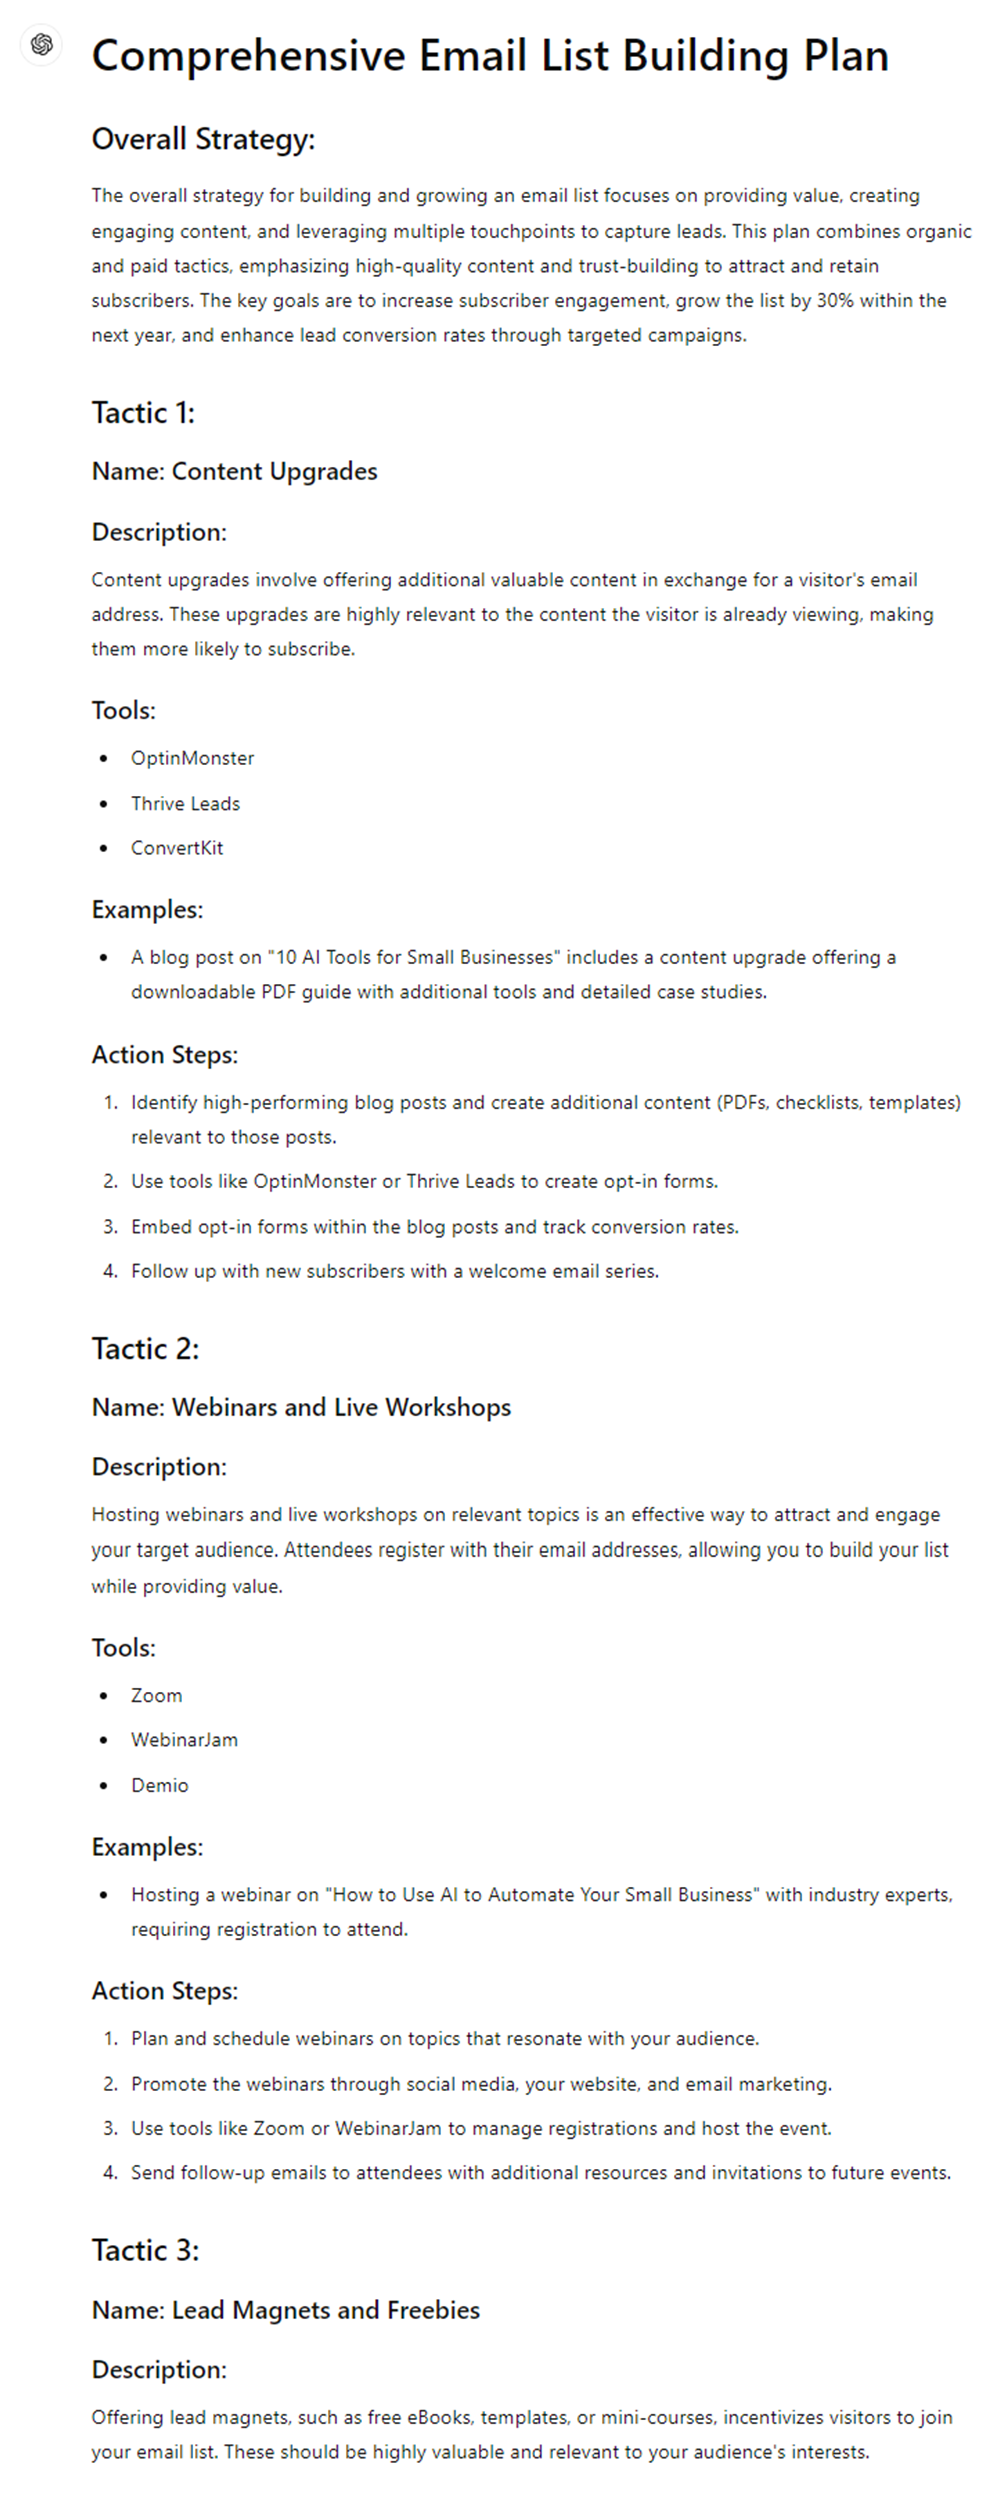 Comprehensive Email List Building Plan
Overall Strategy:
The overall strategy for building and growing an email list focuses on providing value, creating
engaging content, and leveraging multiple touchpoints to capture leads. This plan combines organic
and paid tactics, emphasizing high-quality content and trust-building to attract and retain
subscribers. The key goals are to increase subscriber engagement, grow the list by 30% within the
next year, and enhance lead conversion rates through targeted campaigns.
Tactic 1:
Name: Content Upgrades
Description:
Content upgrades involve offering additional valuable content in exchange for a visitor's email
address. These upgrades are highly relevant to the content the visitor is already viewing, making
them more likely to subscribe.
Tools:
• OptinMonster
• Thrive Leads
• ConvertKit
Examples:
• A blog post on "10 AI Tools for Small Businesses" includes a content upgrade offering a
downloadable PDF guide with additional tools and detailed case studies.
Action Steps:
1. Identify high-performing blog posts and create additional content (PDFs, checklists, templates)
relevant to those posts.
2. Use tools like OptinMonster or Thrive Leads to create opt-in forms.
3. Embed opt-in forms within the blog posts and track conversion rates.
4. Follow up with new subscribers with a welcome email series.
Tactic 2:
Name: Webinars and Live Workshops
Description:
Hosting webinars and live workshops on relevant topics is an effective way to attract and engage
your target audience. Attendees register with their email addresses, allowing you to build your list
while providing value.
Tools:
• Zoom
• WebinarJam
• Demio
Examples:
• Hosting a webinar on "How to Use AI to Automate Your Small Business" with industry experts,
requiring registration to attend.
Action Steps:
1. Plan and schedule webinars on topics that resonate with your audience.
2. Promote the webinars through social media, your website, and email marketing.
3. Use tools like Zoom or WebinarJam to manage registrations and host the event.
4. Send follow-up emails to attendees with additional resources and invitations to future events.
Tactic 3:
Name: Lead Magnets and Freebies
Description:
Offering lead magnets, such as free eBooks, templates, or mini-courses, incentivizes visitors to join
your email list. These should be highly valuable and relevant to your audience's interests.